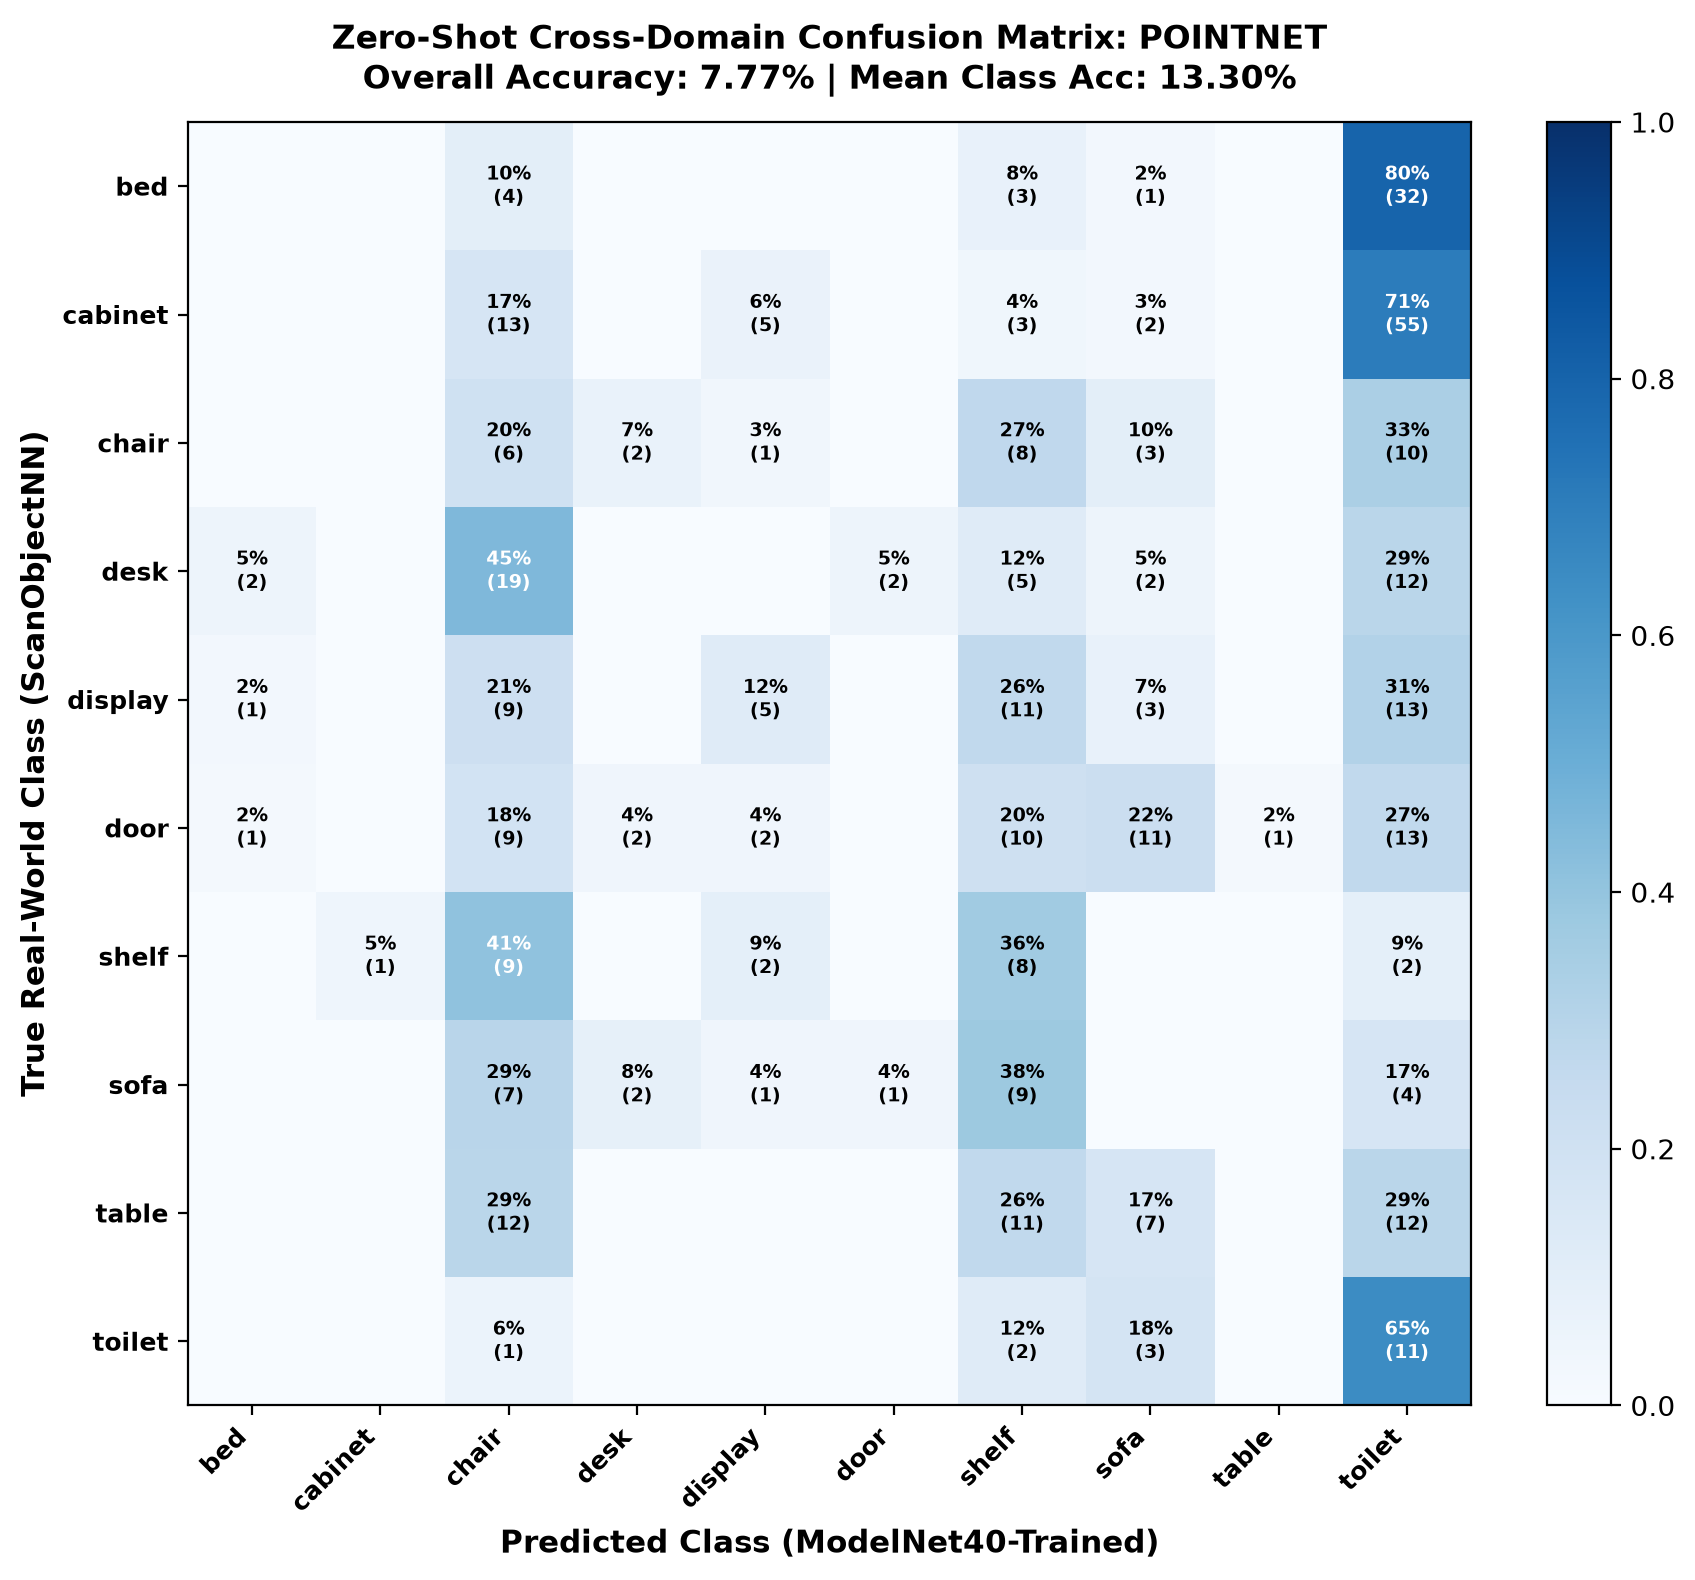 Zero-Shot Cross-Domain Confusion Matrix: POINTNET
Overall Accuracy: 7.77% | Mean Class Acc: 13.30%
True Real-World Class (ScanObjectNN)
bed
10% 8% 2% 80%
(4) (3) (1) (32)
cabinet
17% 6% 4% 3% 71%
(13) (5) (3) (2) (55)
chair
20% 7% 3% 27% 10% 33%
(6) (2) (1) (8) (3) (10)
desk
5% 45% 5% 12% 5% 29%
(2) (19) (2) (5) (2) (12)
display
2% 21% 12% 26% 7% 31%
(1) (9) (5) (11) (3) (13)
door
2% 18% 4% 4% 20% 22% 2% 27%
(1) (9) (2) (2) (10) (11) (1) (13)
shelf
5% 41% 9% 36% 9%
(1) (9) (2) (8) (2)
sofa
29% 8% 4% 4% 38% 17%
(7) (2) (1) (1) (9) (4)
table
29% 26% 17% 29%
(12) (11) (7) (12)
toilet
6% 12% 18% 65%
(1) (2) (3) (11)
bed cabinet chair desk display door shelf sofa table toilet
Predicted Class (ModelNet40-Trained)
1.0
0.8
0.6
0.4
0.2
0.0